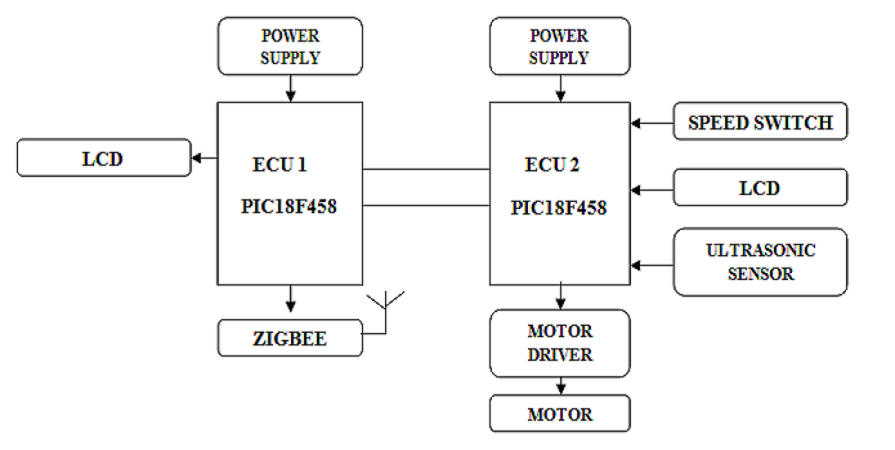 POWER
SUPPLY
POWER
SUPPLY
SPEED SWITCH
LCD
ECU 1
PIC18F458
ECU 2
PIC18F458
LCD
ULTRASONIC
SENSOR
ZIGBEE
MOTOR
DRIVER
MOTOR